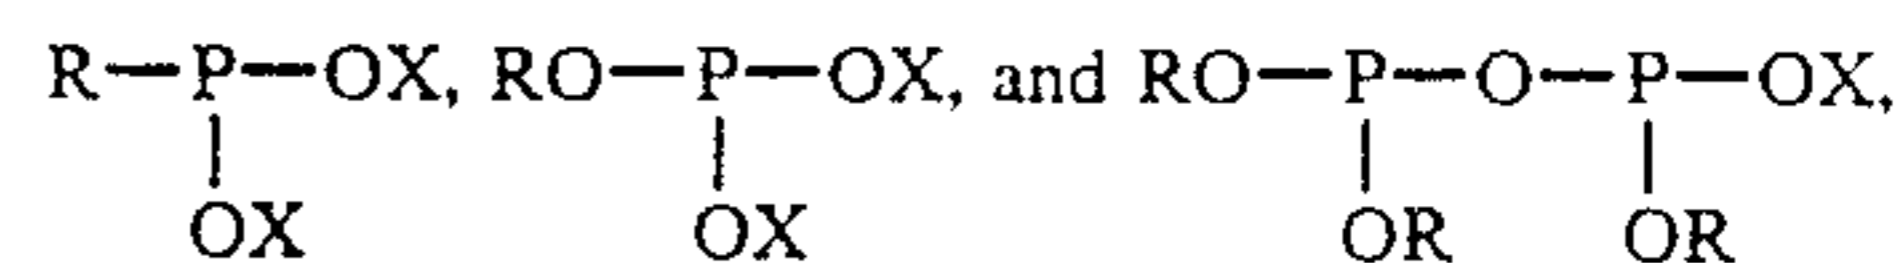 R—P—OX, RO—P—OX, and RO—P—O—P—OX,
OX OX OR OR